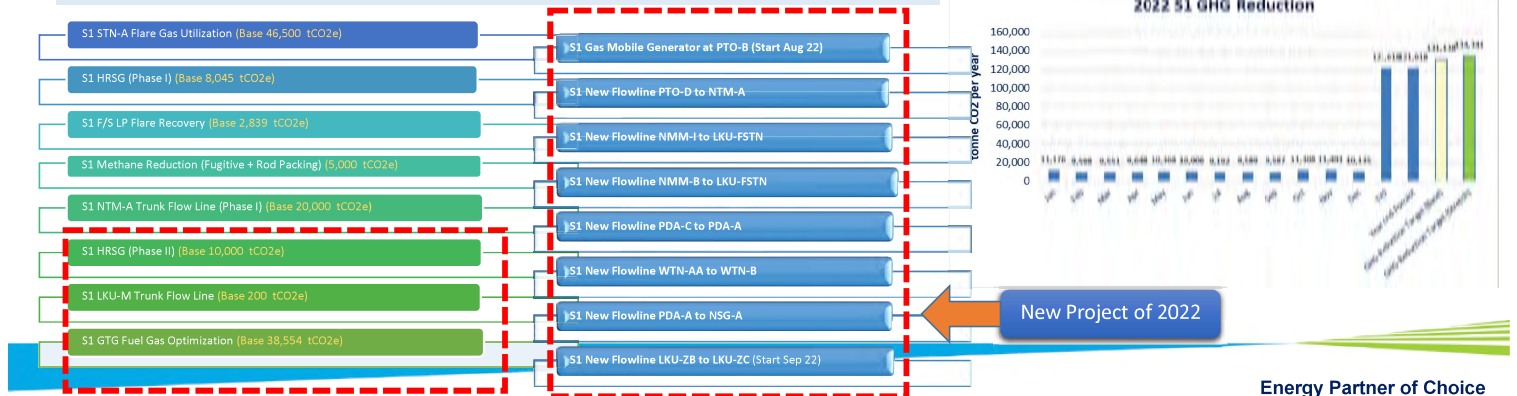 S1 STN-A Flare Gas Utilization (Base 46,500 tCO2e)
S1 HRSG (Phase I) (Base 8,045 tCO2e)
S1 F/S LP Flare Recovery (Base 2,839 tCO2e)
S1 Methane Reduction (Fugitive + Rod Packing) (5,000 tCO2e)
S1 NTM-A Trunk Flow Line (Phase I) (Base 20,000 tCO2e)
S1 HRSG (Phase II) (Base 10,000 tCO2e)
S1 LKU-M Trunk Flow Line (Base 200 tCO2e)
S1 GTG Fuel Gas Optimization (Base 38,554 tCO2e)
S1 Gas Mobile Generator at PTO-B (Start Aug 22)
S1 New Flowline PTO-D to NTM-A
S1 New Flowline NMM-I to LKU-FSTN
S1 New Flowline NMM-B to LKU-FSTN
S1 New Flowline PDA-C to PDA-A
S1 New Flowline WTN-AA to WTN-B
S1 New Flowline PDA-A to NSG-A
S1 New Flowline LKU-ZB to LKU-ZC (Start Sep 22)
2022 S1 GHG Reduction
tonne CO2 per year
160,000
140,000
120,000
100,000
80,000
60,000
40,000
20,000
0
New Project of 2022
Energy Partner of Choice